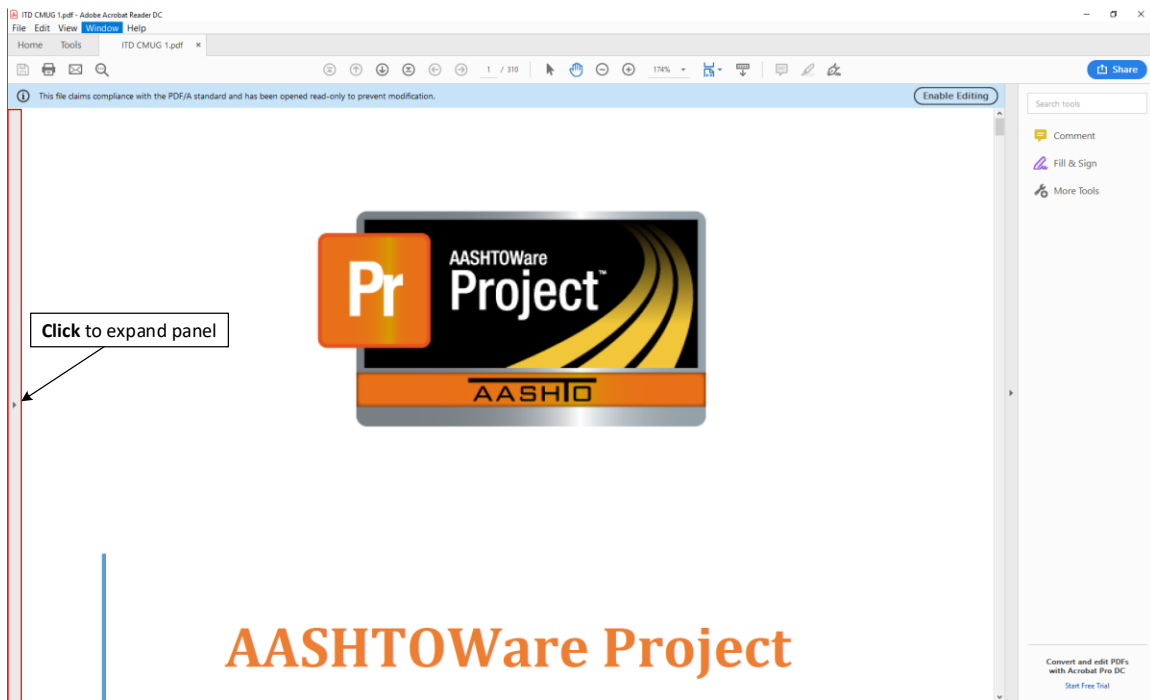 ITD CMUG 1.pdf - Adobe Acrobat Reader DC
File Edit View Window Help
Home Tools ITD CMUG 1.pdf ×
1 / 310 174%
Share
This file claims compliance with the PDF/A standard and has been opened read-only to prevent modification.
Enable Editing
Search tools
Comment
Fill & Sign
More Tools
Pr
AASHTOWare
Project™
AASHTO
Click to expand panel
AASHTOWare Project
Convert and edit PDFs
with Acrobat Pro DC
Start Free Trial